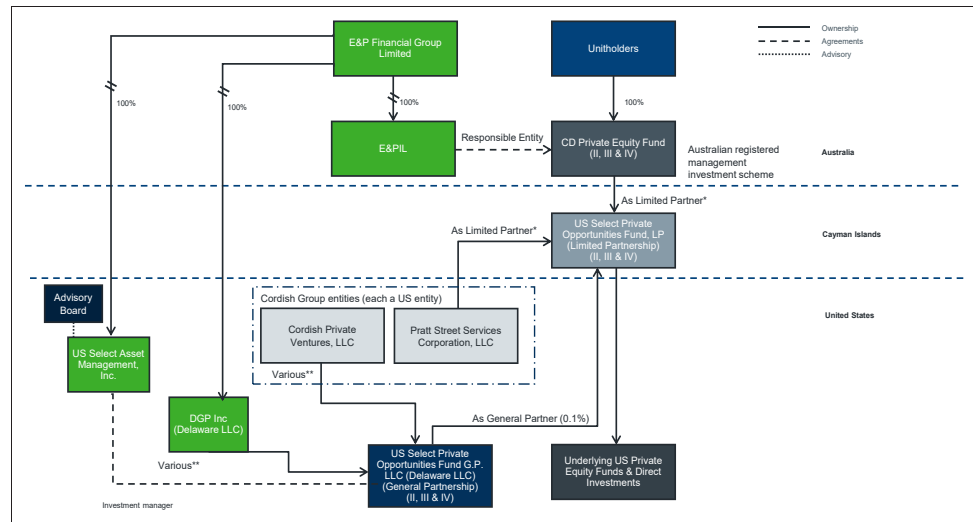 E&P Financial Group
Limited
Unitholders
Ownership
Agreements
Advisory
100%
100%
100%
100%
E&PIL
Responsible Entity
CD Private Equity Fund
(II, III & IV)
Australian registered
management
investment scheme
Australia
As Limited Partner*
As Limited Partner*
US Select Private
Opportunities Fund, LP
(Limited Partnership)
(II, III & IV)
Cayman Islands
United States
Advisory
Board
Cordish Group entities (each a US entity)
Cordish Private
Ventures, LLC
Pratt Street Services
Corporation, LLC
US Select Asset
Management,
Inc.
Various**
DGP Inc
(Delaware LLC)
As General Partner (0.1%)
Various**
US Select Private
Opportunities Fund G.P.
LLC (Delaware LLC)
(General Partnership)
(II, III & IV)
Underlying US Private
Equity Funds & Direct
Investments
Investment manager